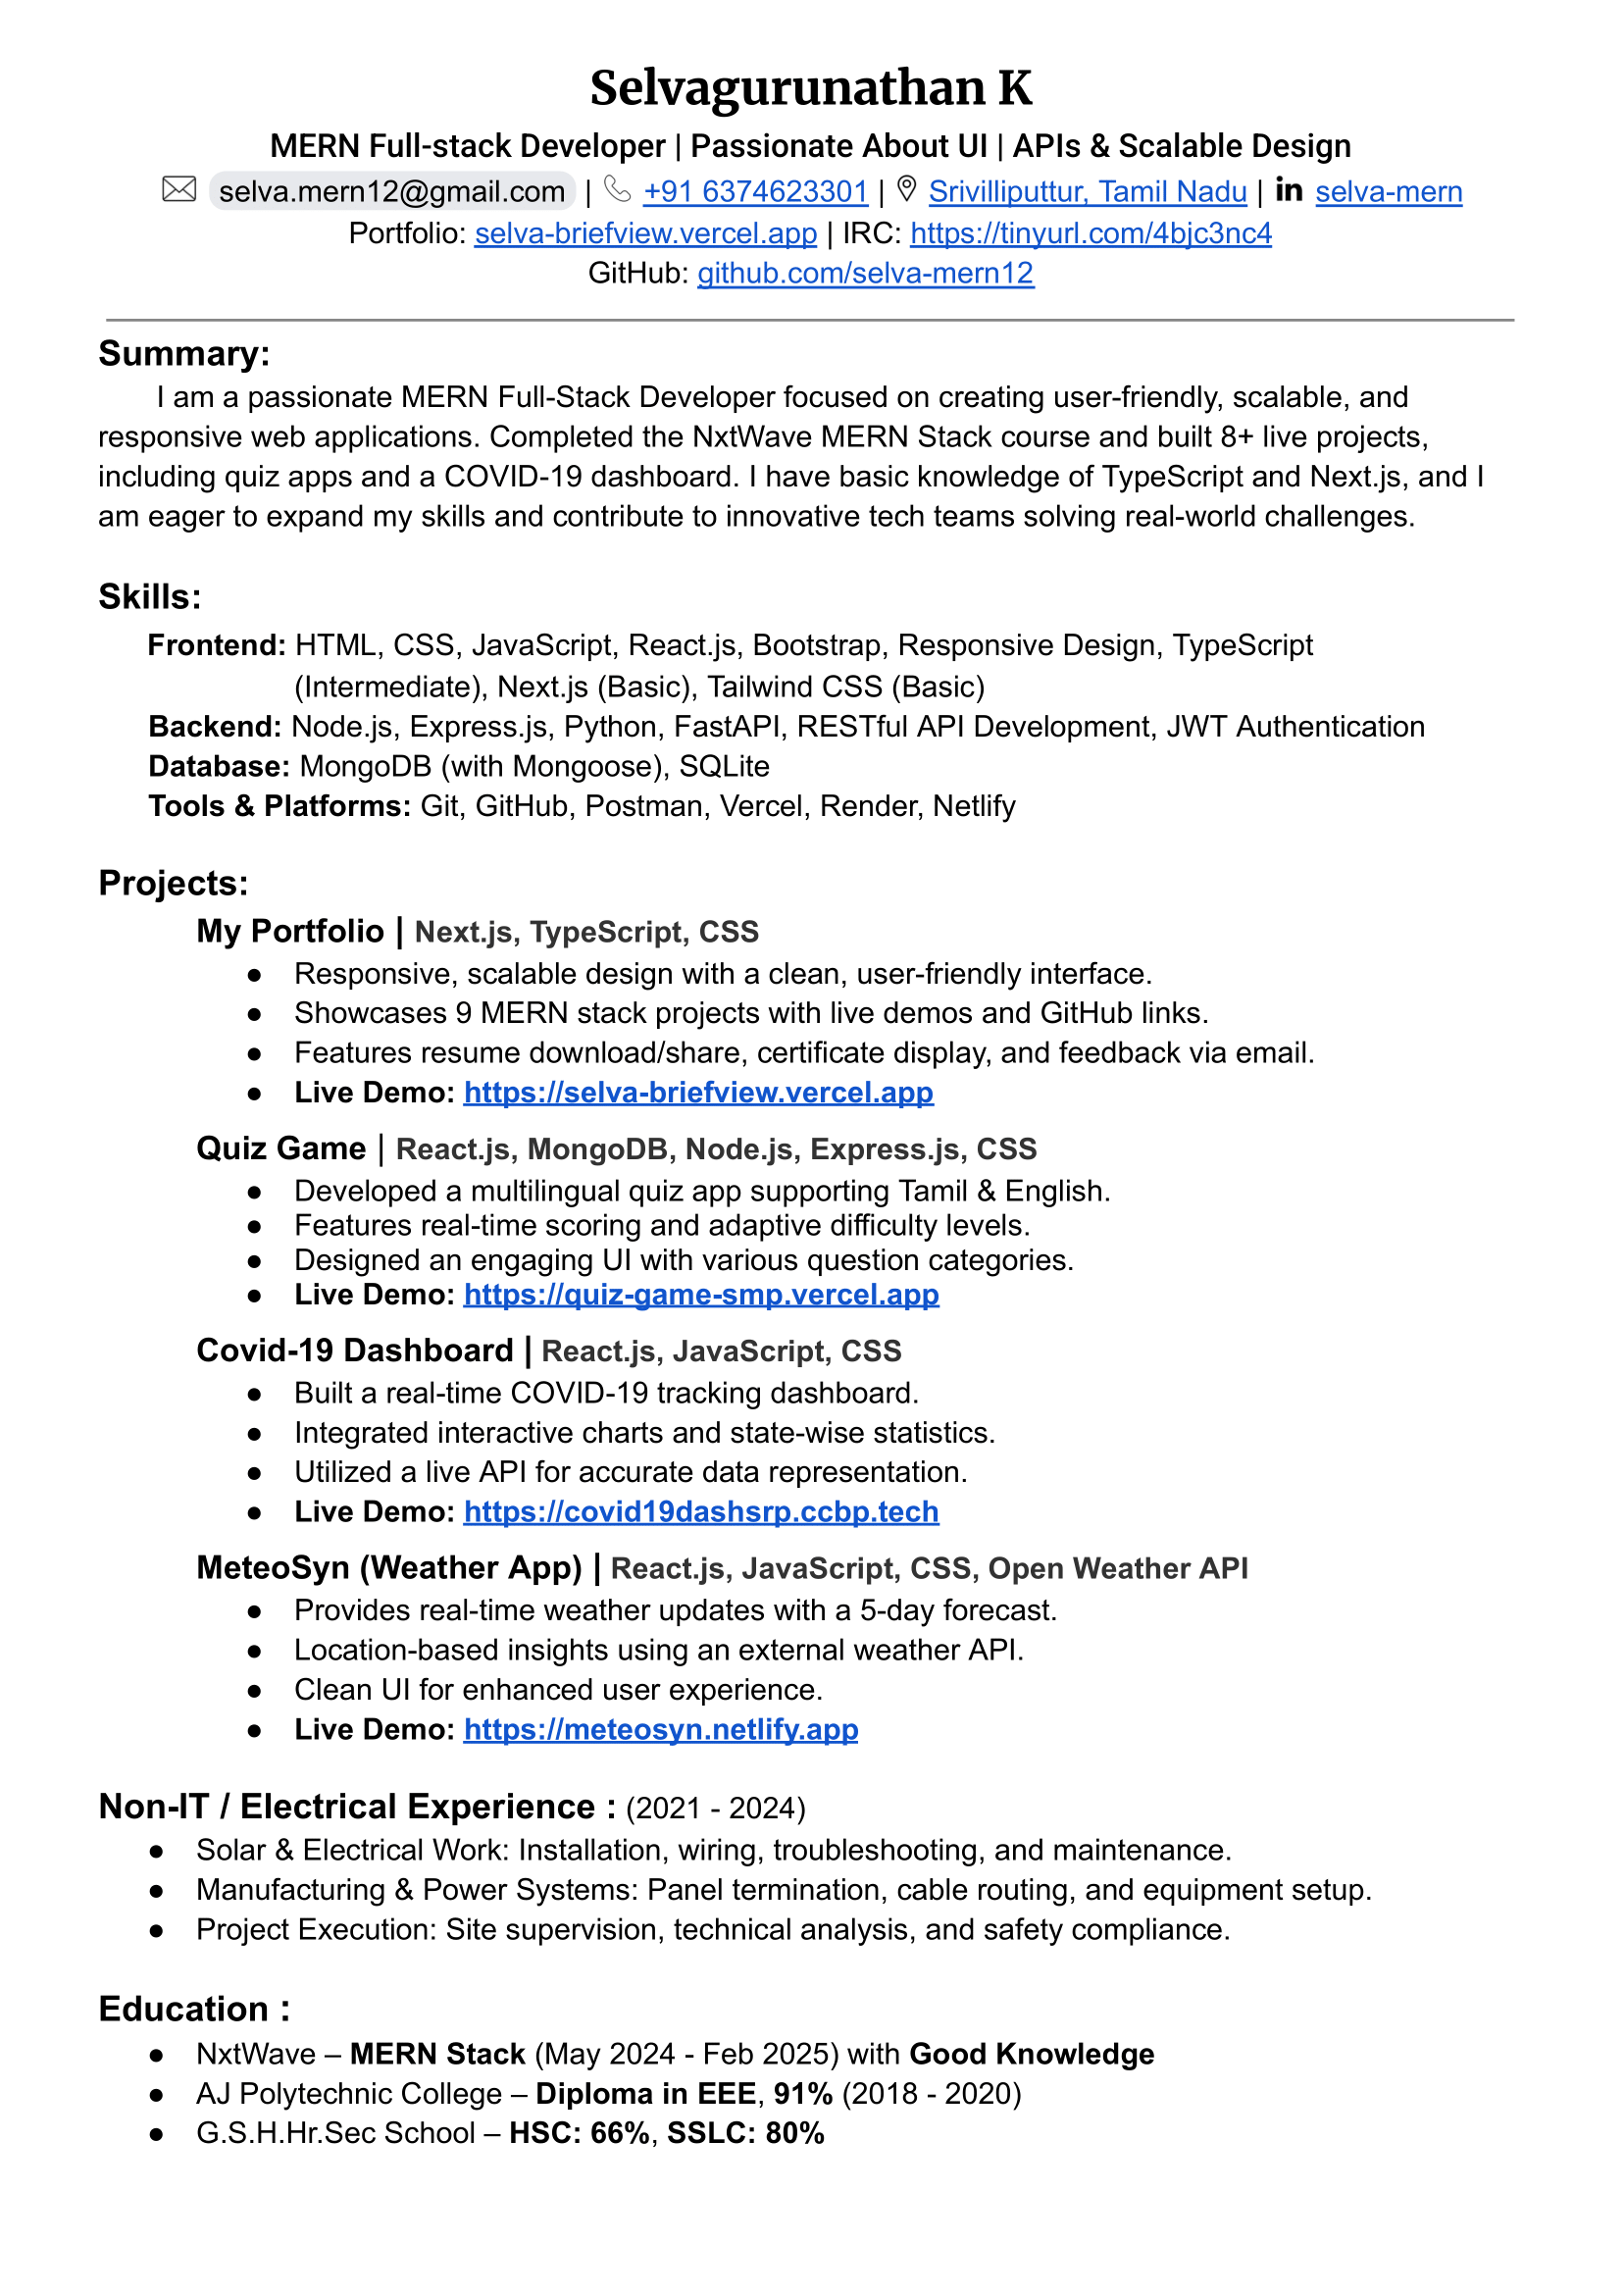 Selvagurunathan K
MERN Full-stack Developer | Passionate About UI | APIs & Scalable Design
selva.mern12@gmail.com | +91 6374623301 | Srivilliputtur, Tamil Nadu | in selva-mern
Portfolio: selva-briefview.vercel.app | IRC: https://tinyurl.com/4bjc3nc4
GitHub: github.com/selva-mern12
Summary:
I am a passionate MERN Full-Stack Developer focused on creating user-friendly, scalable, and
responsive web applications. Completed the NxtWave MERN Stack course and built 8+ live projects,
including quiz apps and a COVID-19 dashboard. I have basic knowledge of TypeScript and Next.js, and I
am eager to expand my skills and contribute to innovative tech teams solving real-world challenges.
Skills:
Frontend: HTML, CSS, JavaScript, React.js, Bootstrap, Responsive Design, TypeScript
(Intermediate), Next.js (Basic), Tailwind CSS (Basic)
Backend: Node.js, Express.js, Python, FastAPI, RESTful API Development, JWT Authentication
Database: MongoDB (with Mongoose), SQLite
Tools & Platforms: Git, GitHub, Postman, Vercel, Render, Netlify
Projects:
My Portfolio | Next.js, TypeScript, CSS
● Responsive, scalable design with a clean, user-friendly interface.
● Showcases 9 MERN stack projects with live demos and GitHub links.
● Features resume download/share, certificate display, and feedback via email.
● Live Demo: https://selva-briefview.vercel.app
Quiz Game | React.js, MongoDB, Node.js, Express.js, CSS
● Developed a multilingual quiz app supporting Tamil & English.
● Features real-time scoring and adaptive difficulty levels.
● Designed an engaging UI with various question categories.
● Live Demo: https://quiz-game-smp.vercel.app
Covid-19 Dashboard | React.js, JavaScript, CSS
● Built a real-time COVID-19 tracking dashboard.
● Integrated interactive charts and state-wise statistics.
● Utilized a live API for accurate data representation.
● Live Demo: https://covid19dashsrp.ccbp.tech
MeteoSyn (Weather App) | React.js, JavaScript, CSS, Open Weather API
● Provides real-time weather updates with a 5-day forecast.
● Location-based insights using an external weather API.
● Clean UI for enhanced user experience.
● Live Demo: https://meteosyn.netlify.app
Non-IT / Electrical Experience : (2021 - 2024)
● Solar & Electrical Work: Installation, wiring, troubleshooting, and maintenance.
● Manufacturing & Power Systems: Panel termination, cable routing, and equipment setup.
● Project Execution: Site supervision, technical analysis, and safety compliance.
Education :
● NxtWave – MERN Stack (May 2024 - Feb 2025) with Good Knowledge
● AJ Polytechnic College – Diploma in EEE, 91% (2018 - 2020)
● G.S.H.Hr.Sec School – HSC: 66%, SSLC: 80%